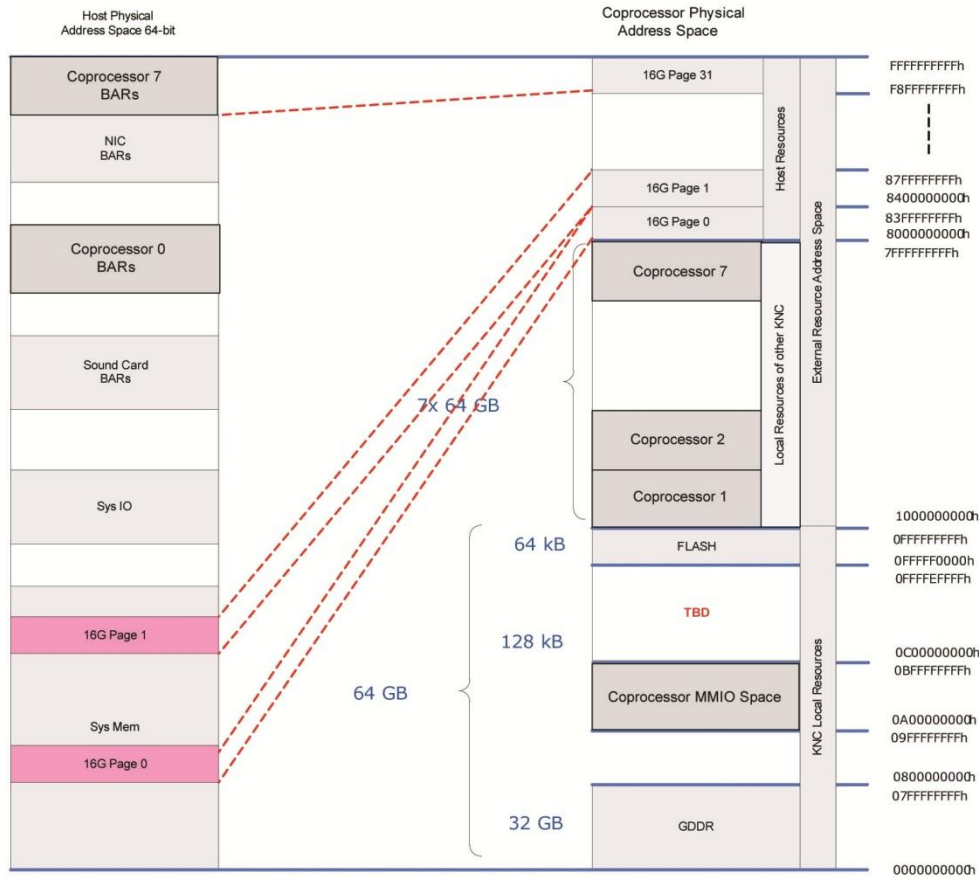 Host Physical
Address Space 64-bit
Coprocessor 7
BARs
NIC
BARs
Coprocessor 0
BARs
Sound Card
BARs
Sys IO
16G Page 1
Sys Mem
16G Page 0
7x 64 GB
64 kB
128 kB
64 GB
32 GB
Coprocessor Physical
Address Space
16G Page 31
16G Page 1
16G Page 0
Coprocessor 7
Coprocessor 2
Coprocessor 1
FLASH
TBD
Coprocessor MMIO Space
GDDR
Host Resources
Local Resources of other KNC
External Resource Address Space
KNC Local Resources
FFFFFFFFFFh
F8FFFFFFFFh
87FFFFFFFFh
8400000000h
83FFFFFFFFh
8000000000h
7FFFFFFFFFh
1000000000h
0FFFFFFFFFh
0FFFFF0000h
0FFFFEFFFFh
0C00000000h
0BFFFFFFFFh
0A00000000h
09FFFFFFFFh
0800000000h
07FFFFFFFFh
0000000000h